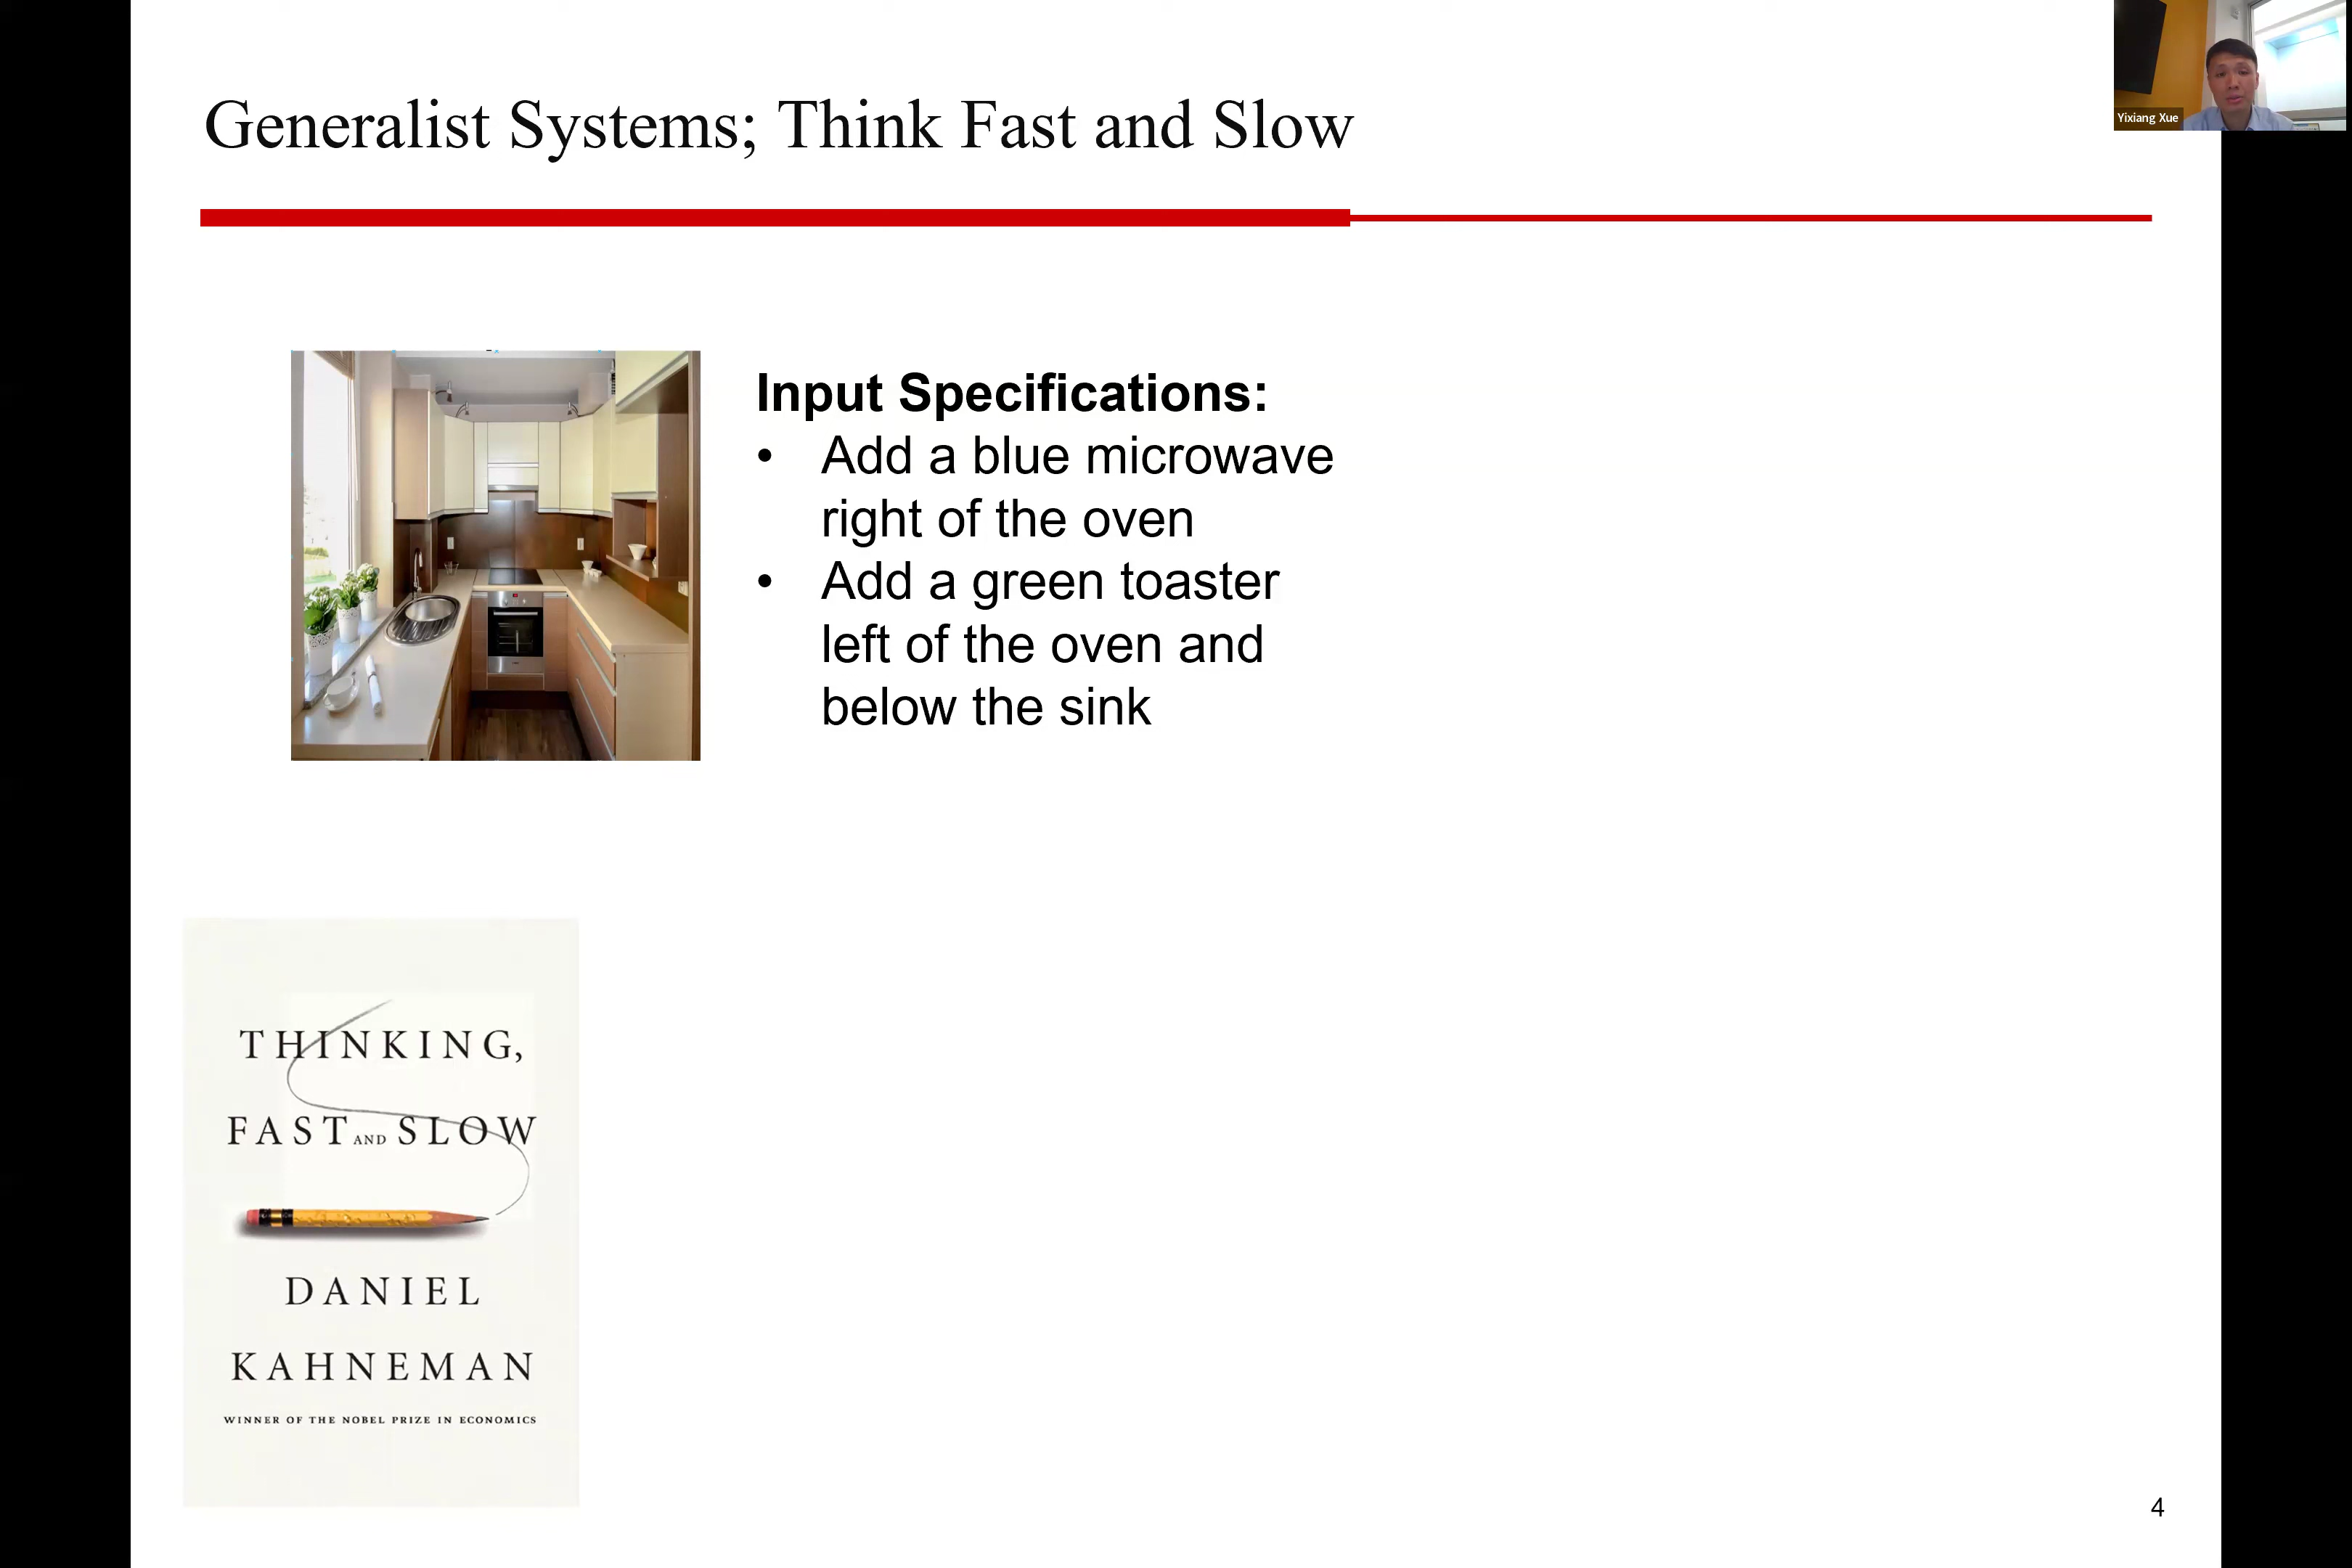 Generalist Systems; Think Fast and Slow
Yixiang Xue
Input Specifications:
• Add a blue microwave
right of the oven
• Add a green toaster
left of the oven and
below the sink
THINKING,
FAST AND SLOW
DANIEL
KAHNEMAN
WINNER OF THE NOBEL PRIZE IN ECONOMICS
4